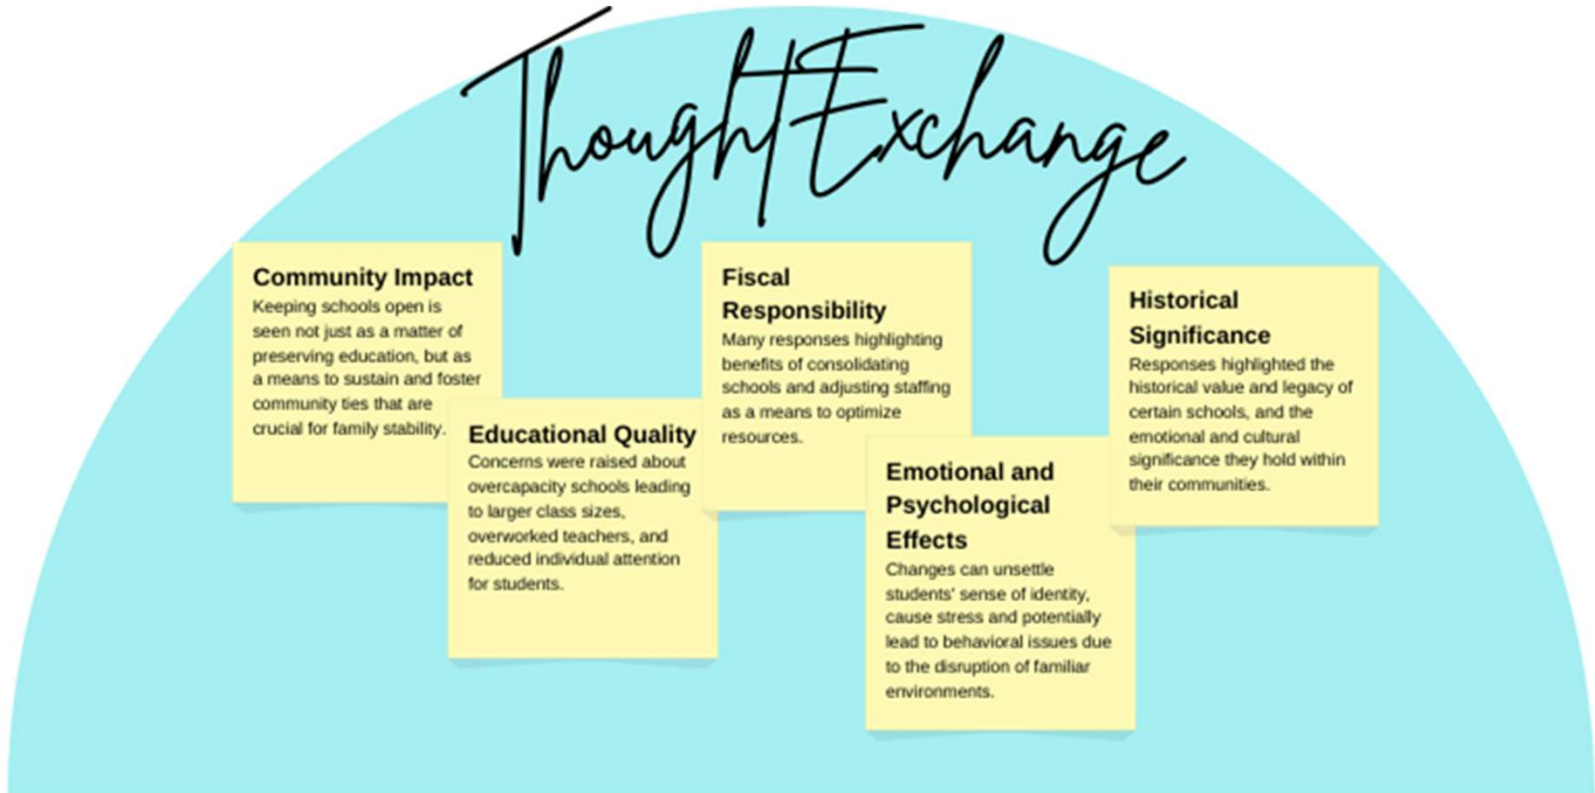 ThoughtExchange
Community Impact
Keeping schools open is
seen not just as a matter of
preserving education, but as
a means to sustain and foster
community ties that are
crucial for family stability.
Educational Quality
Concerns were raised about
overcapacity schools leading
to larger class sizes,
overworked teachers, and
reduced individual attention
for students.
Fiscal
Responsibility
Many responses highlighting
benefits of consolidating
schools and adjusting staffing
as a means to optimize
resources.
Emotional and
Psychological
Effects
Changes can unsettle
students' sense of identity,
cause stress and potentially
lead to behavioral issues due
to the disruption of familiar
environments.
Historical
Significance
Responses highlighted the
historical value and legacy of
certain schools, and the
emotional and cultural
significance they hold within
their communities.